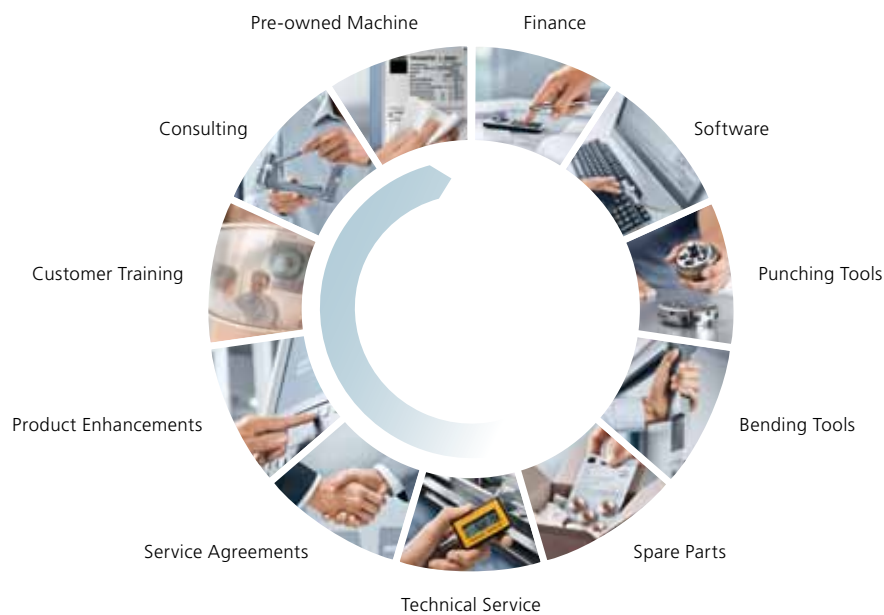 Pre-owned Machine
Finance
Consulting
Software
Customer Training
Punching Tools
Product Enhancements
Bending Tools
Service Agreements
Spare Parts
Technical Service